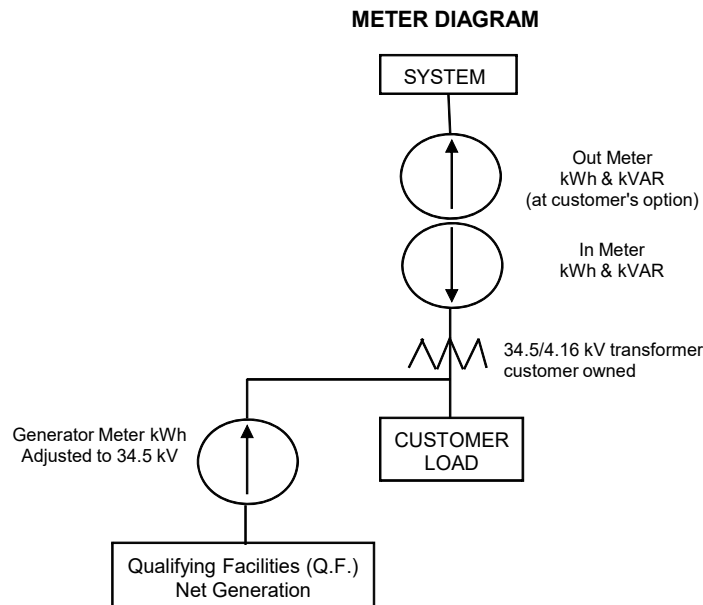 METER DIAGRAM
SYSTEM
Out Meter
kWh & kVAR
(at customer's option)
In Meter
kWh & kVAR
34.5/4.16 kV transformer
customer owned
Generator Meter kWh
Adjusted to 34.5 kV
CUSTOMER
LOAD
Qualifying Facilities (Q.F.)
Net Generation